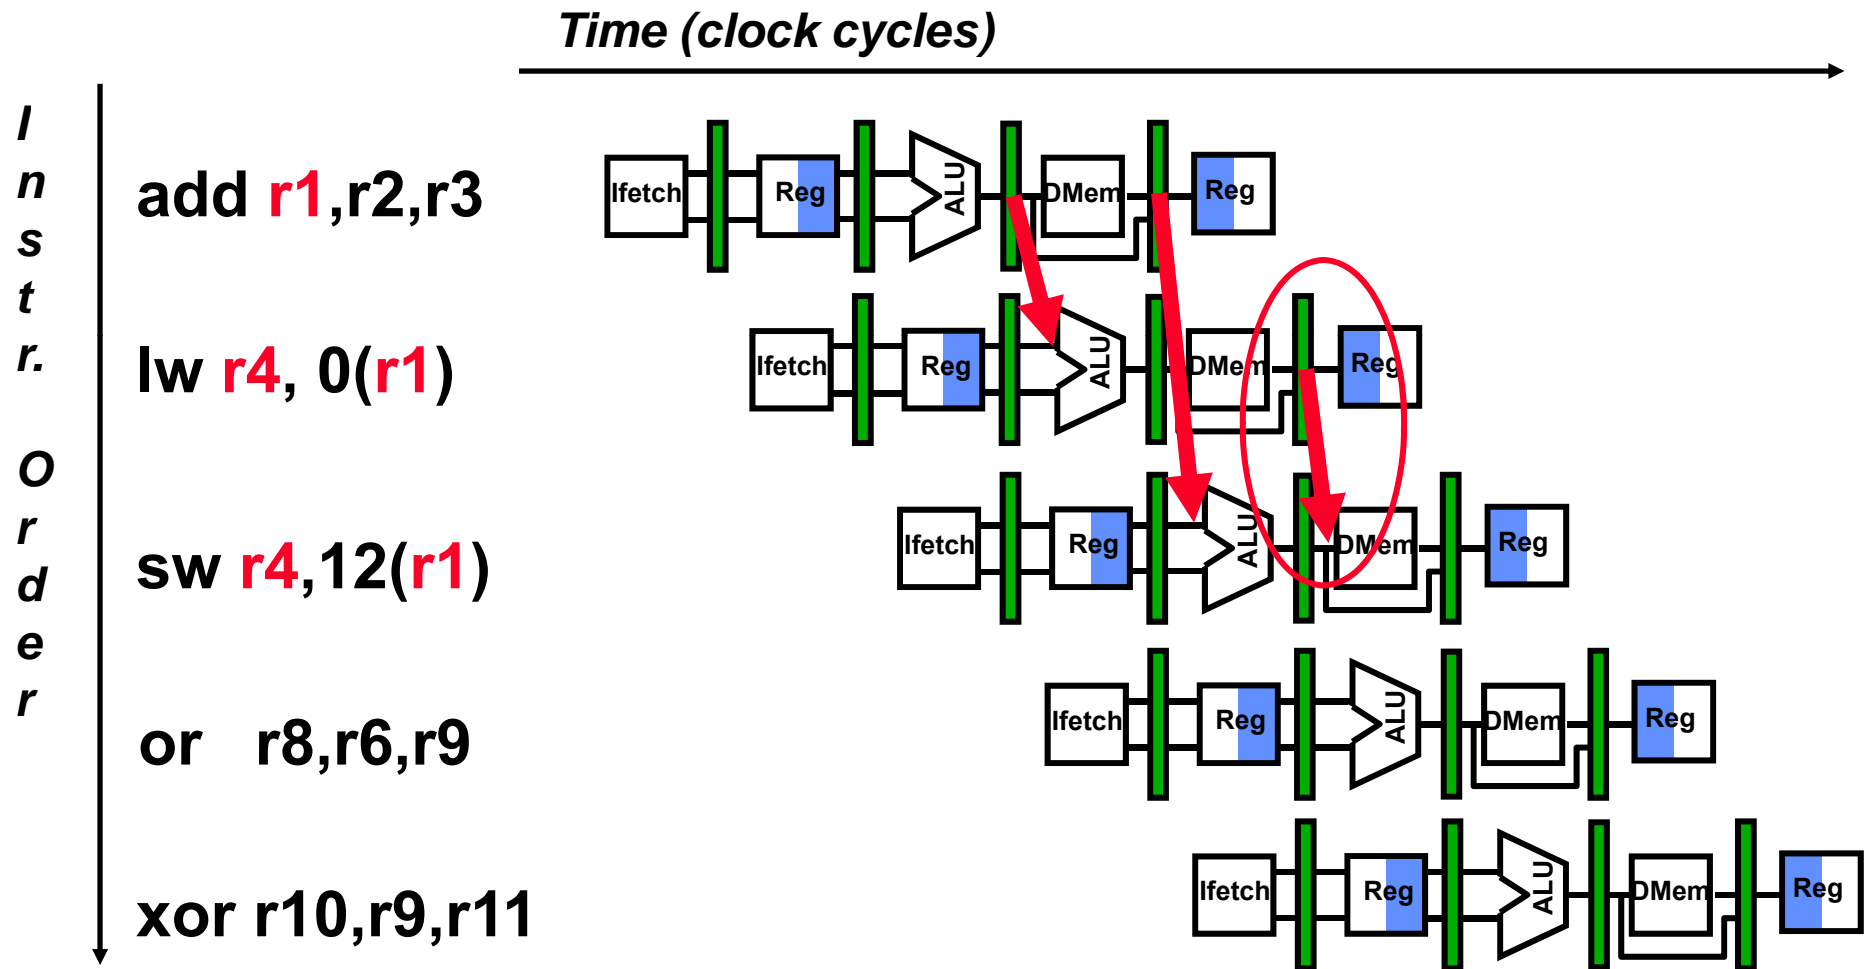 Time (clock cycles)
Instr. Order
add r1,r2,r3
Ifetch Reg ALU DMem Reg
lw r4, 0(r1)
Ifetch Reg ALU DMem Reg
sw r4,12(r1)
Ifetch Reg ALU DMem Reg
or r8,r6,r9
Ifetch Reg ALU DMem Reg
xor r10,r9,r11
Ifetch Reg ALU DMem Reg